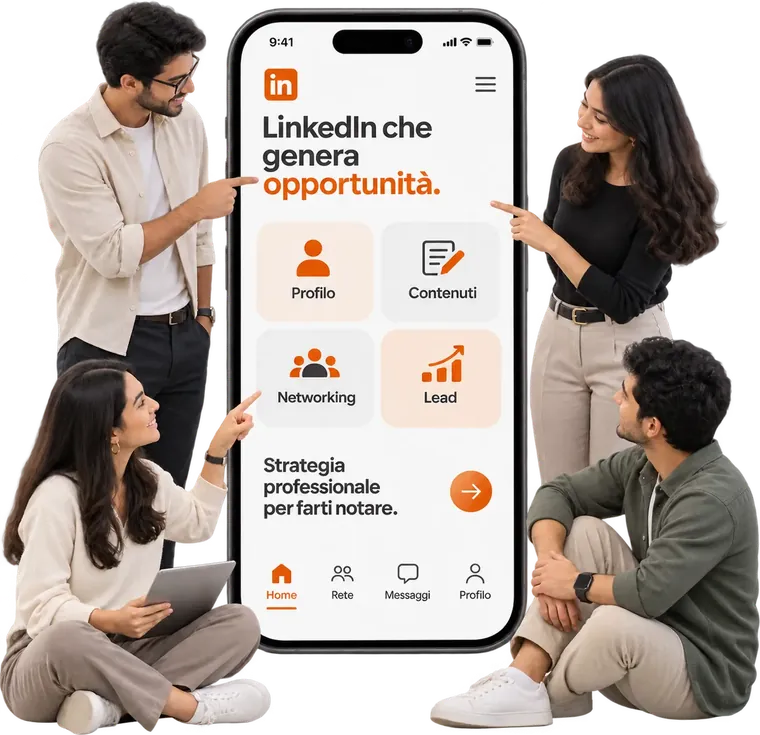 9:41
in
LinkedIn che
genera
opportunità.
Profilo
Contenuti
Networking
Lead
Strategia
professionale
per farti notare.
Home
Rete
Messaggi
Profilo